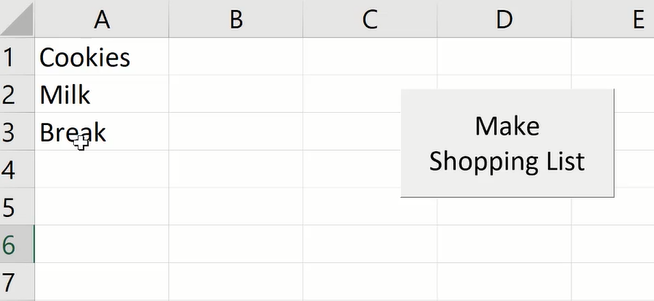 A B C D E
1 Cookies
2 Milk
3 Break
4
5
6
7
Make
Shopping List